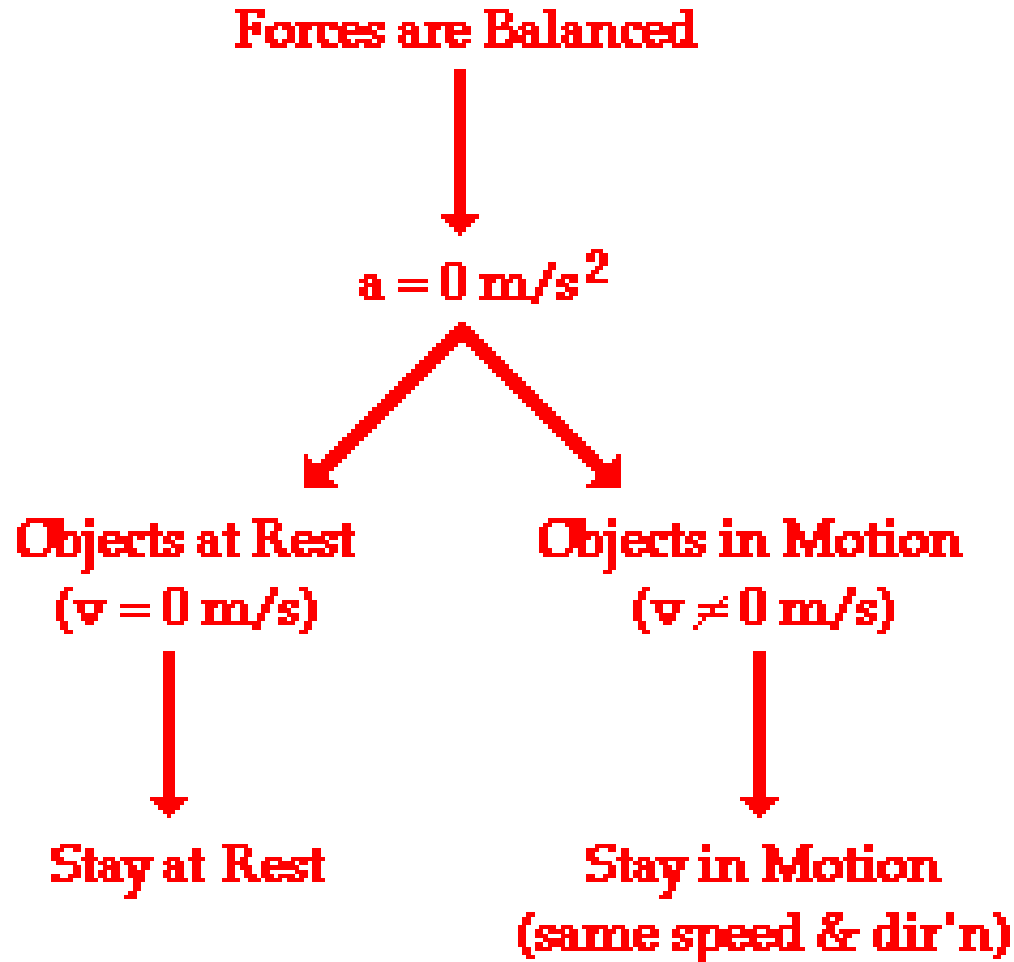 Forces are Balanced
a = 0 m/s²
Objects at Rest
(v = 0 m/s)
Objects in Motion
(v ≠ 0 m/s)
Stay at Rest
Stay in Motion
(same speed & dir'n)